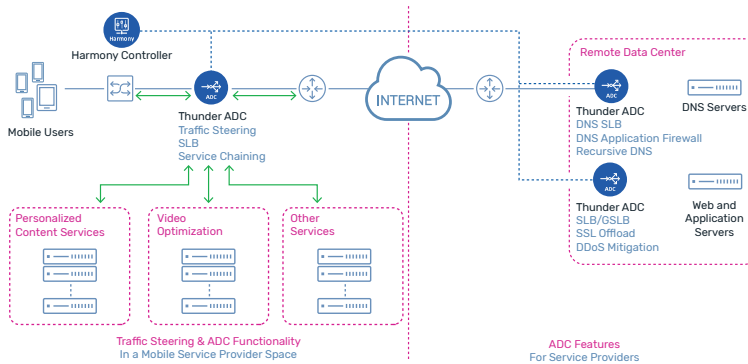 Harmony
Harmony Controller
Mobile Users
ADC
Thunder ADC
Traffic Steering
SLB
Service Chaining
INTERNET
Remote Data Center
ADC
Thunder ADC
DNS SLB
DNS Application Firewall
Recursive DNS
DNS Servers
ADC
Thunder ADC
SLB/GSLB
SSL Offload
DDoS Mitigation
Web and
Application
Servers
Personalized
Content Services
Video
Optimization
Other
Services
Traffic Steering & ADC Functionality
In a Mobile Service Provider Space
ADC Features
For Service Providers